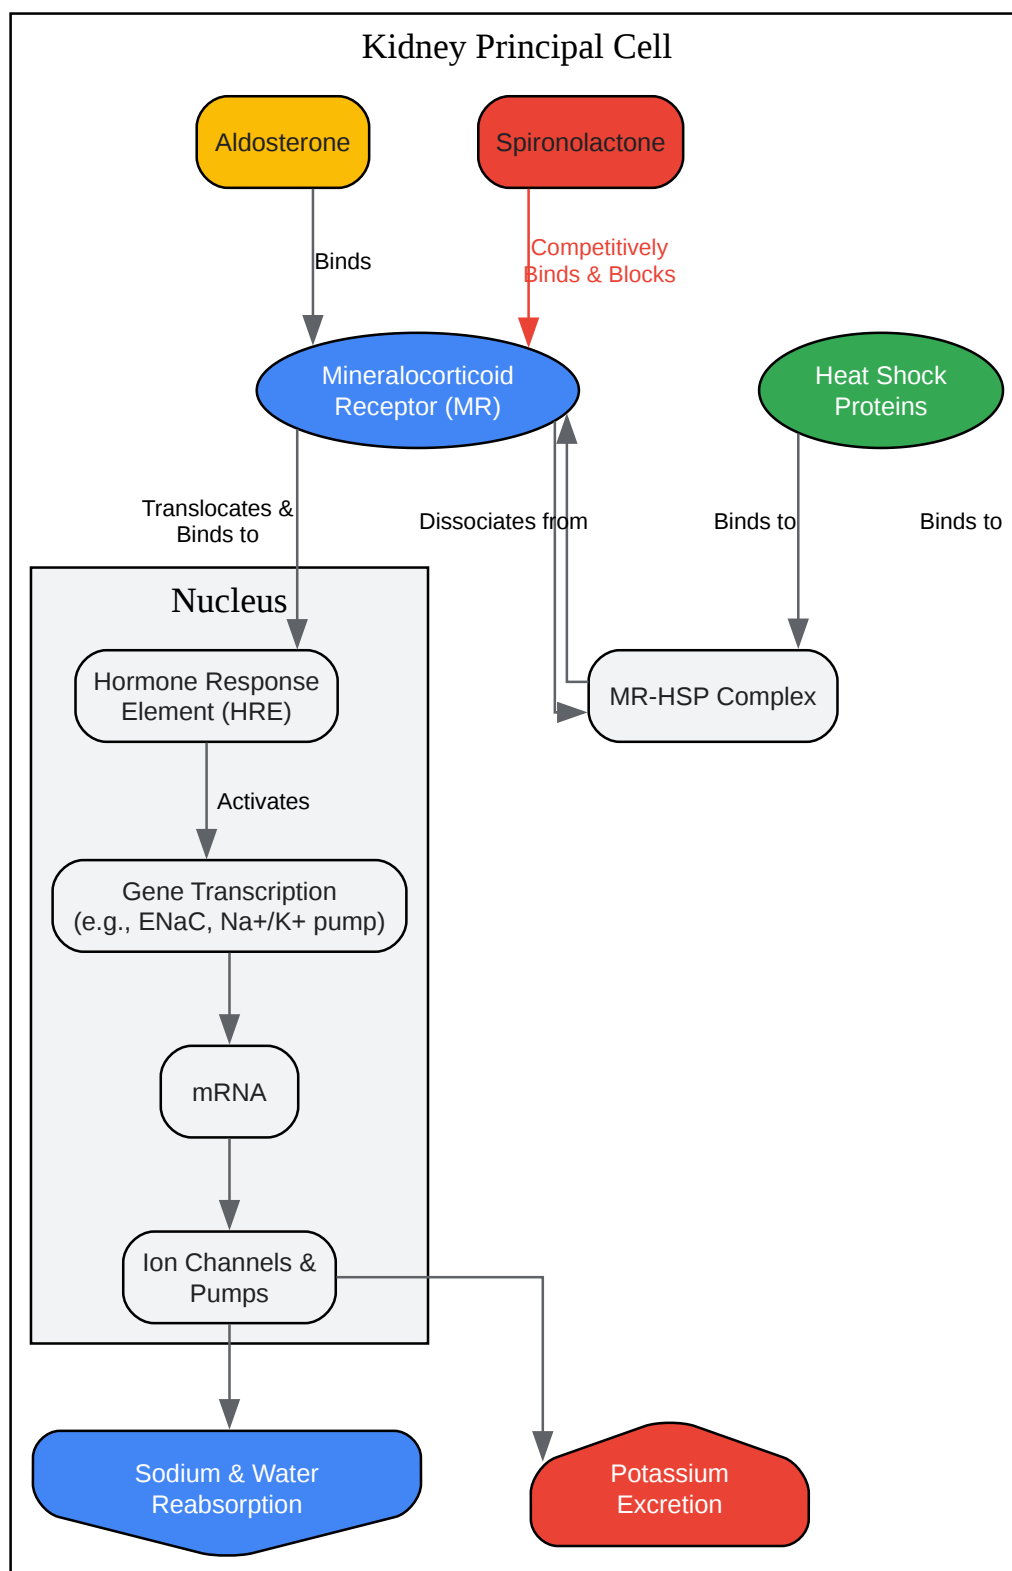 Kidney Principal Cell
Aldosterone
Spironolactone
Binds
Competitively
Binds & Blocks
Mineralocorticoid
Receptor (MR)
Heat Shock
Proteins
Translocates &
Binds to
Dissociates from
Binds to
Binds to
Nucleus
Hormone Response
Element (HRE)
MR-HSP Complex
Activates
Gene Transcription
(e.g., ENaC, Na+/K+ pump)
mRNA
Ion Channels &
Pumps
Sodium & Water
Reabsorption
Potassium
Excretion